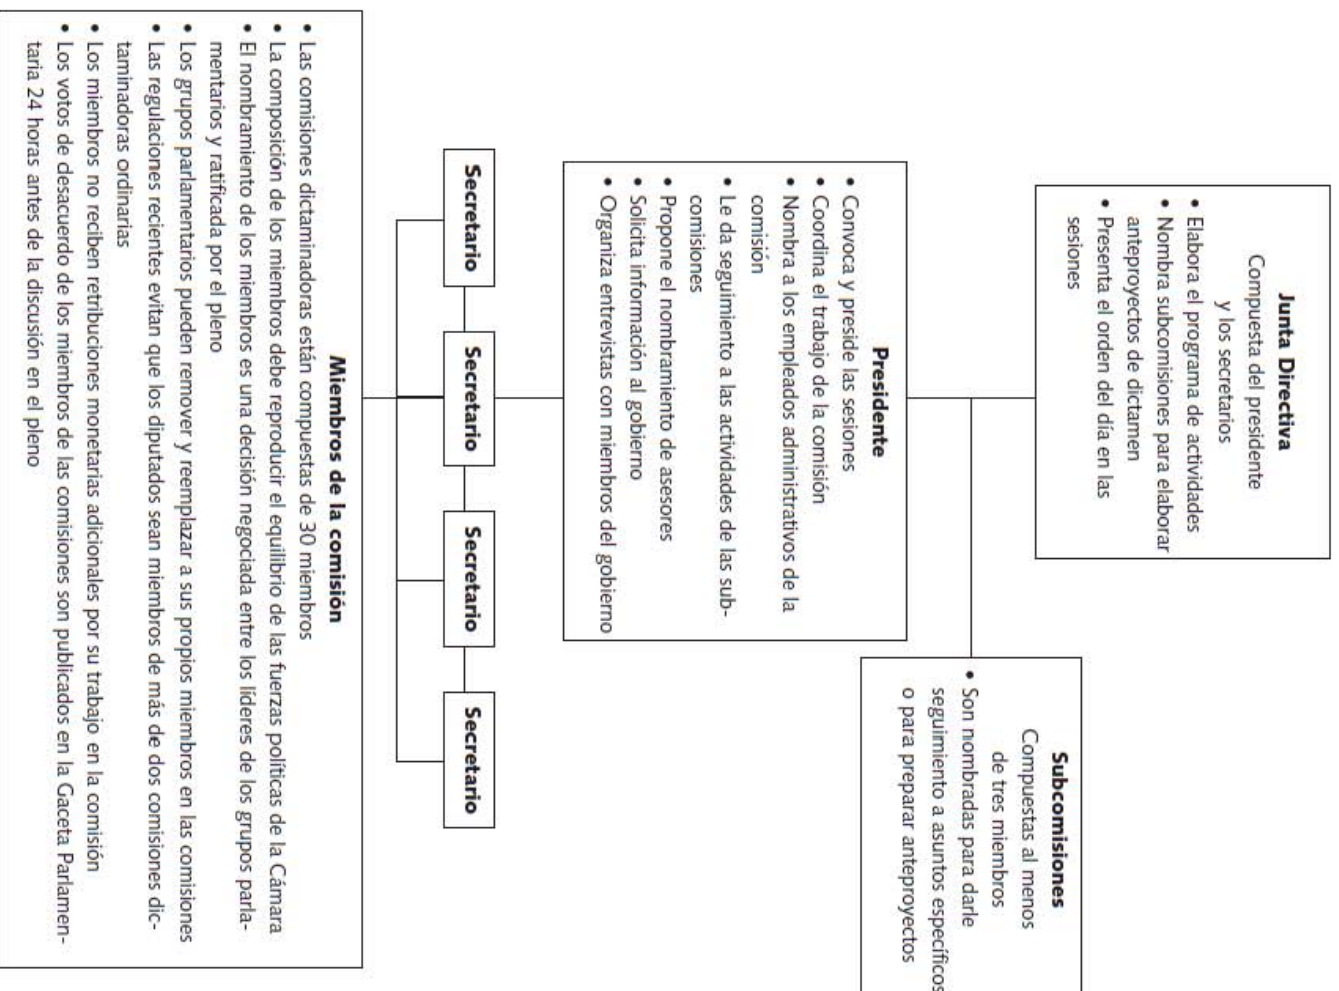 Junta Directiva
Compuesta del presidente
y los secretarios
• Elabora el programa de actividades
• Nombra subcomisiones para elaborar
anteproyectos de dictamen
• Presenta el orden del día en las
sesiones
Subcomisiones
Compuestas al menos
de tres miembros
• Son nombradas para darle
seguimiento a asuntos específicos
o para preparar anteproyectos
Presidente
• Convoca y preside las sesiones
• Coordina el trabajo de la comisión
• Nombra a los empleados administrativos de la
comisión
• Le da seguimiento a las actividades de las sub-
comisiones
• Propone el nombramiento de asesores
• Solicita información al gobierno
• Organiza entrevistas con miembros del gobierno
Secretario
Secretario
Secretario
Secretario
Miembros de la comisión
• Las comisiones dictaminadoras están compuestas de 30 miembros
• La composición de los miembros debe reproducir el equilibrio de las fuerzas políticas de la Cámara
• El nombramiento de los miembros es una decisión negociada entre los líderes de los grupos parla-
mentarios y ratificada por el pleno
• Los grupos parlamentarios pueden remover y reemplazar a sus propios miembros en las comisiones
• Las regulaciones recientes evitan que los diputados sean miembros de más de dos comisiones dic-
taminadoras ordinarias
• Los miembros no reciben retribuciones monetarias adicionales por su trabajo en la comisión
• Los votos de desacuerdo de los miembros de las comisiones son publicados en la Gaceta Parlamen-
taria 24 horas antes de la discusión en el pleno